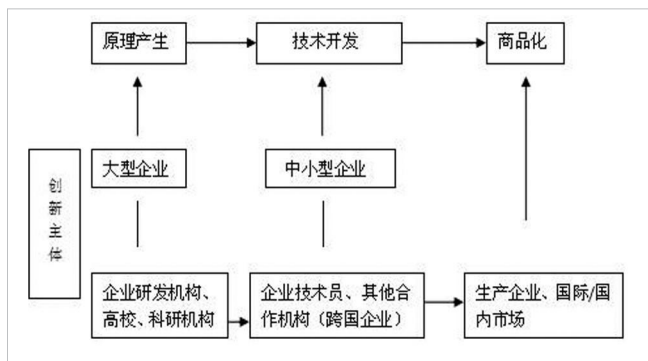 原理产生
技术开发
商品化
大型企业
中小型企业
创新主体
企业研发机构、
高校、科研机构
企业技术员、其他合
作机构（跨国企业）
生产企业、国际/国
内市场